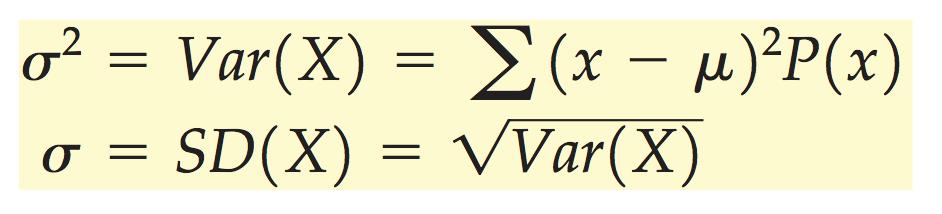 σ² = Var(X) = ∑(x − μ)²P(x)
σ = SD(X) = √Var(X)